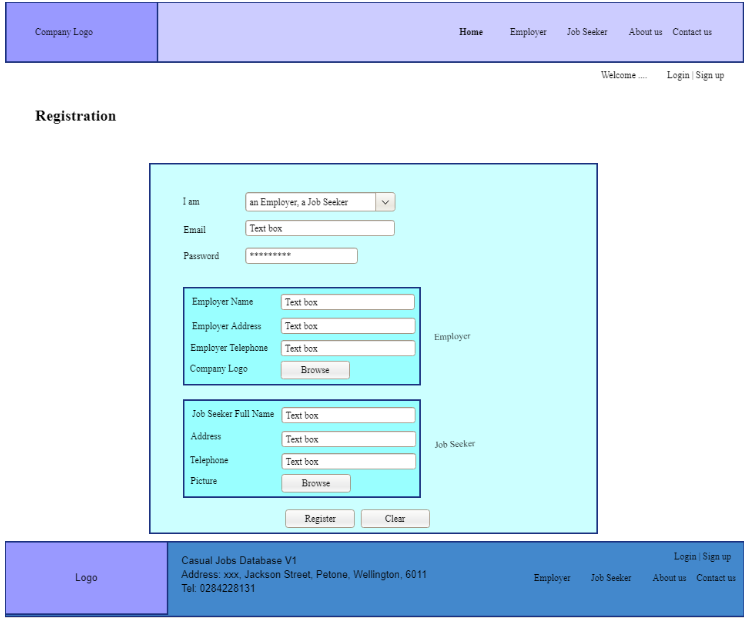 Company Logo
Home Employer Job Seeker About us Contact us
Welcome .... Login | Sign up
Registration
I am an Employer, a Job Seeker
Email Text box
Password *********
Employer Name Text box
Employer Address Text box
Employer Telephone Text box
Company Logo Browse
Employer
Job Seeker Full Name Text box
Address Text box
Telephone Text box
Picture Browse
Job Seeker
Register Clear
Logo
Casual Jobs Database V1
Address: xxx, Jackson Street, Petone, Wellington, 6011
Tel: 0284228131
Login | Sign up
Employer Job Seeker About us Contact us